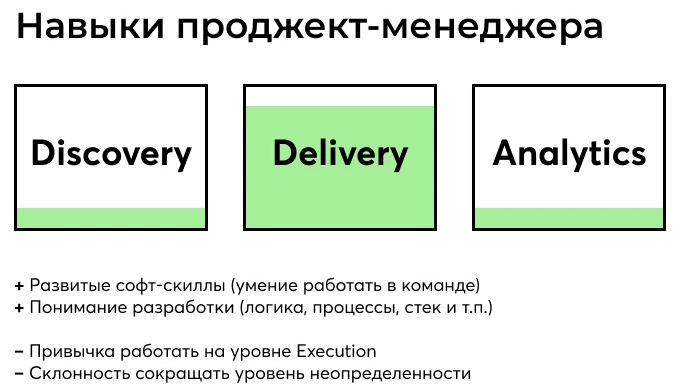 Навыки проджект-менеджера
Discovery
Delivery
Analytics
+ Развитые софт-скиллы (умение работать в команде)
+ Понимание разработки (логика, процессы, стек и т.п.)
– Привычка работать на уровне Execution
– Склонность сокращать уровень неопределенности